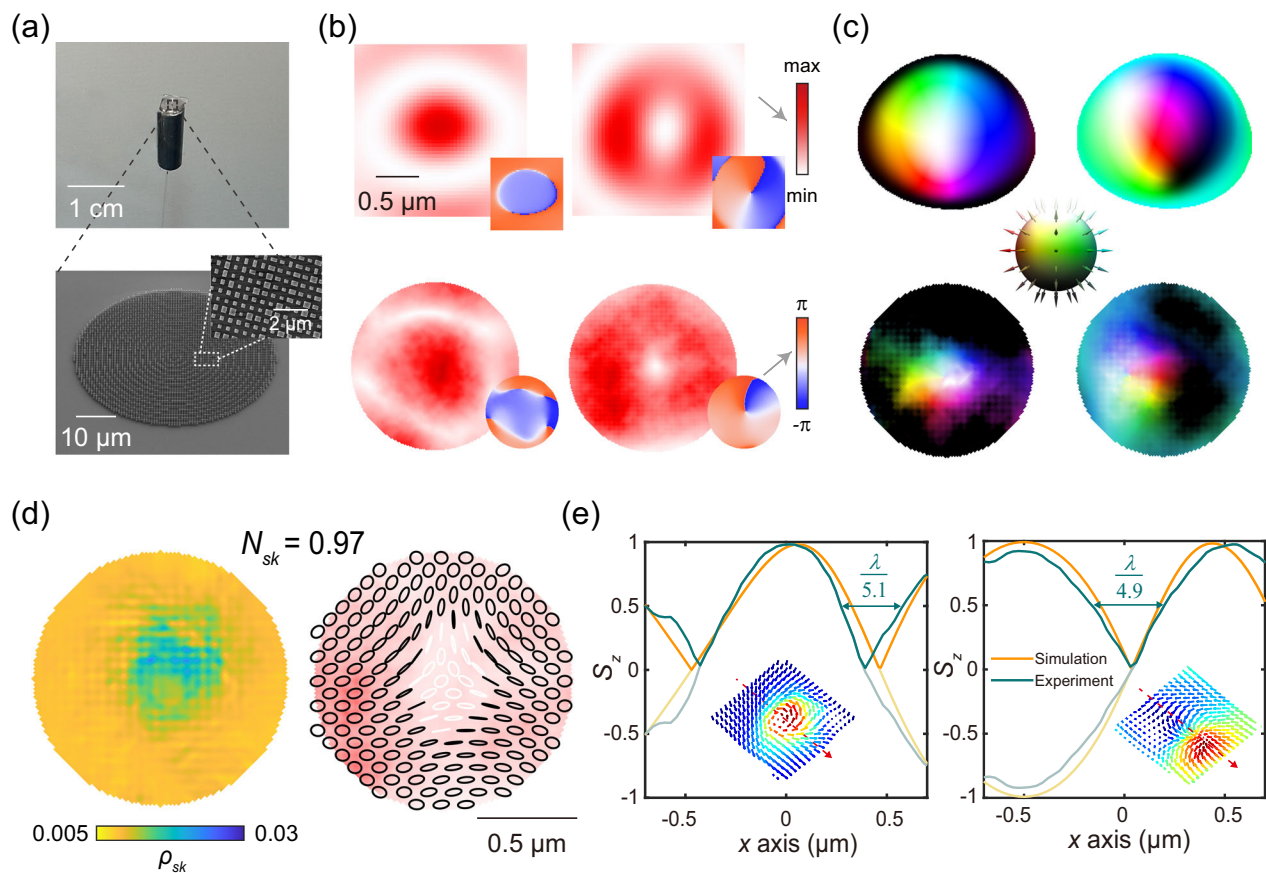 (a)
1 cm
2 μm
10 μm
(b)
0.5 μm
max
min
π
-π
(c)
(d)
N_sk = 0.97
0.005
0.03
ρ_sk
0.5 μm
(e)
1
0.5
0
-0.5
-1
S_z
λ
5.1
-0.5
0
0.5
x axis (μm)
1
0.5
0
-0.5
-1
S_z
λ
4.9
Simulation
Experiment
-0.5
0
0.5
x axis (μm)